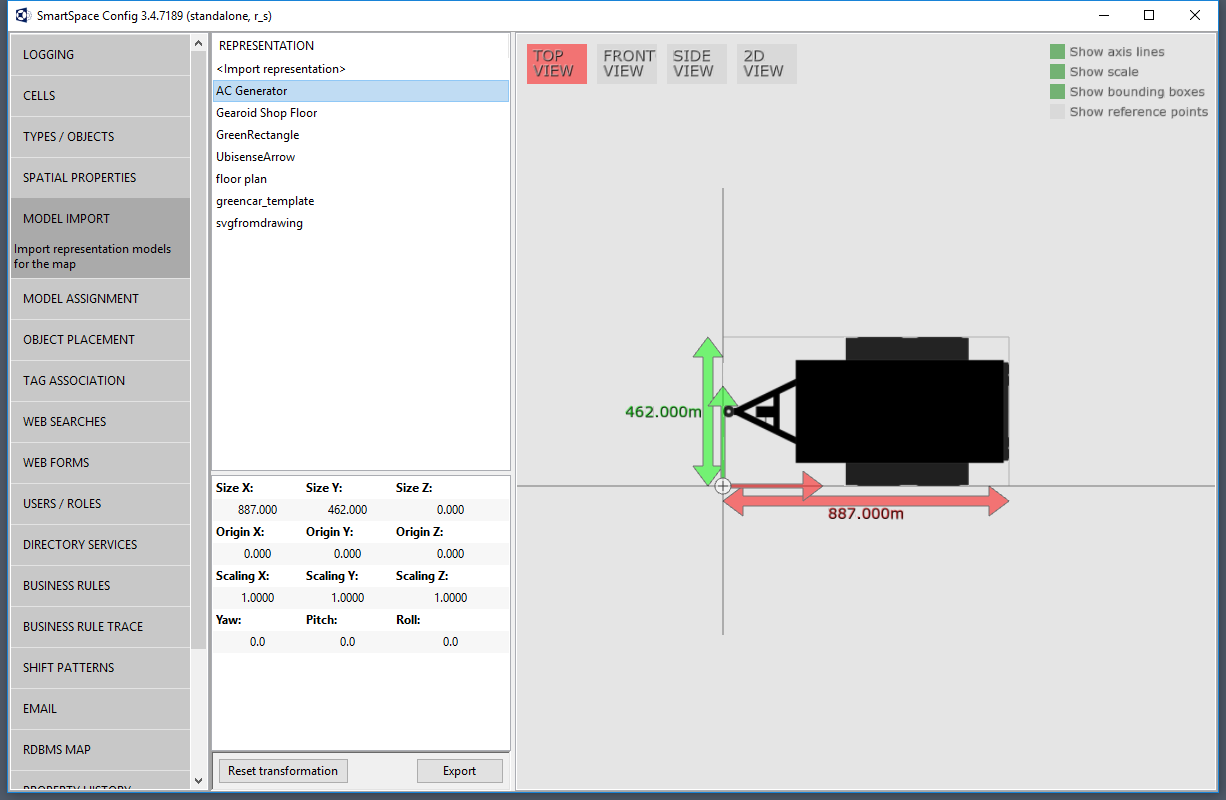 SmartSpace Config 3.4.7189 (standalone, r_s)
LOGGING
CELLS
TYPES / OBJECTS
SPATIAL PROPERTIES
MODEL IMPORT
Import representation models
for the map
MODEL ASSIGNMENT
OBJECT PLACEMENT
TAG ASSOCIATION
WEB SEARCHES
WEB FORMS
USERS / ROLES
DIRECTORY SERVICES
BUSINESS RULES
BUSINESS RULE TRACE
SHIFT PATTERNS
EMAIL
RDBMS MAP
PROPERTY HISTORY
REPRESENTATION
<Import representation>
AC Generator
Gearoid Shop Floor
GreenRectangle
UbisenseArrow
floor plan
greencar_template
svgfromdrawing
Size X: Size Y: Size Z:
887.000 462.000 0.000
Origin X: Origin Y: Origin Z:
0.000 0.000 0.000
Scaling X: Scaling Y: Scaling Z:
1.0000 1.0000 1.0000
Yaw: Pitch: Roll:
0.0 0.0 0.0
Reset transformation Export
TOP
VIEW
FRONT
VIEW
SIDE
VIEW
2D
VIEW
Show axis lines
Show scale
Show bounding boxes
Show reference points
462.000m
887.000m